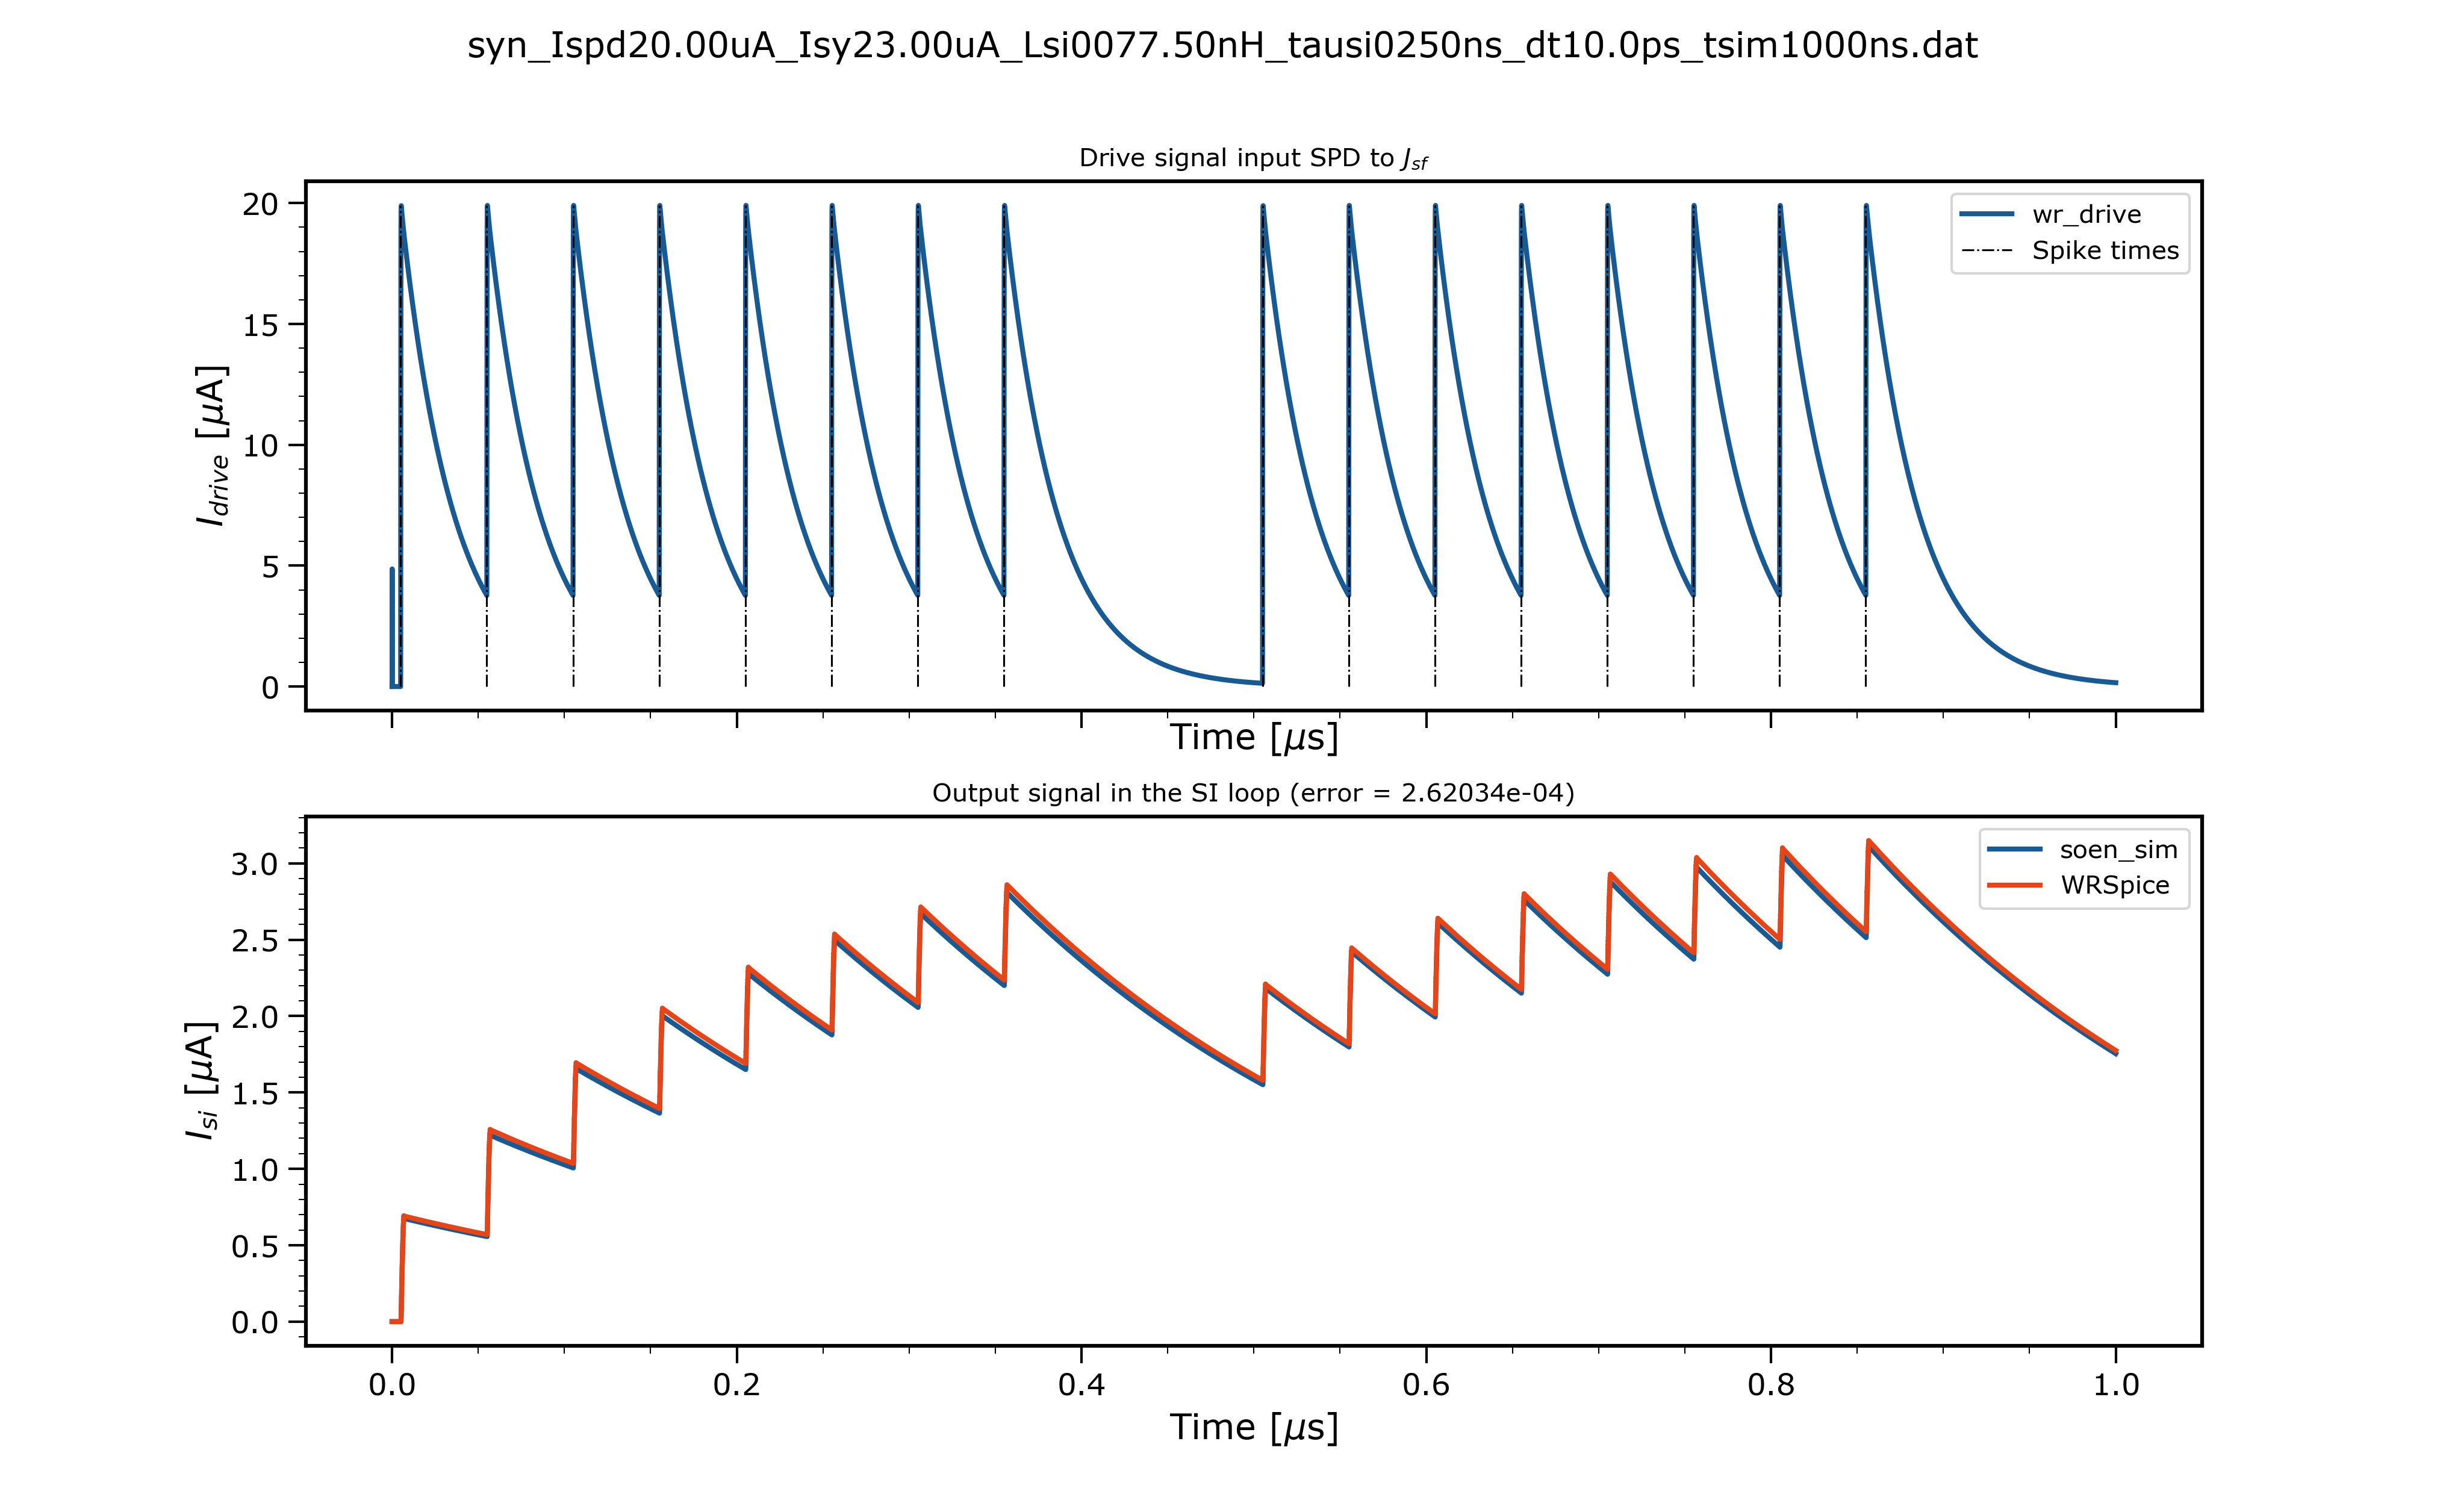 syn_Ispd20.00uA_Isy23.00uA_Lsi0077.50nH_tausi0250ns_dt10.0ps_tsim1000ns.dat
Drive signal input SPD to J_sf
20
15
10
5
0
I_drive [μA]
wr_drive
Spike times
Time [μs]
Output signal in the SI loop (error = 2.62034e-04)
3.0
2.5
2.0
1.5
1.0
0.5
0.0
I_si [μA]
soen_sim
WRSpice
0.0 0.2 0.4 0.6 0.8 1.0
Time [μs]